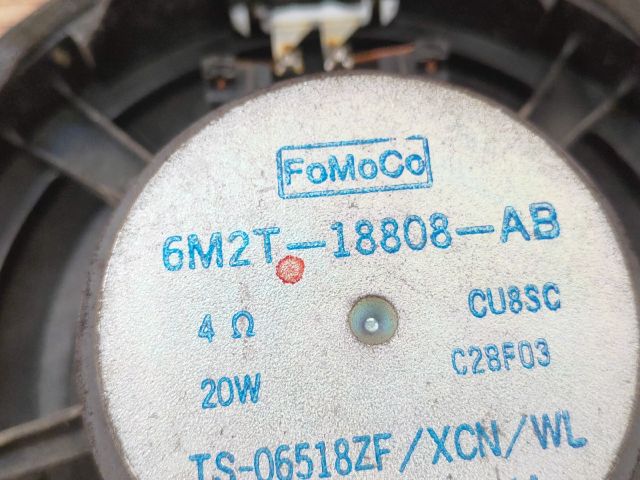 FoMoCo
6M2T-18808-AB
4 Ω CU8SC
20W C28F03
TS-06518ZF/XCN/WL